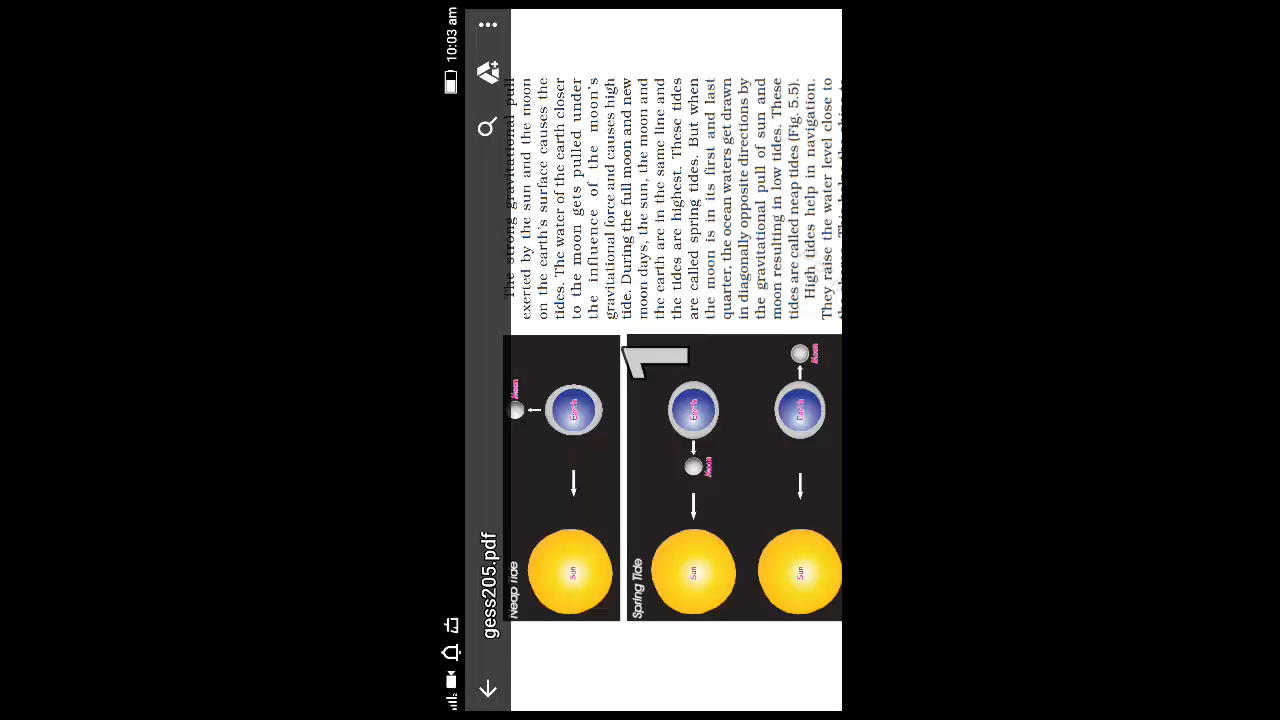 10:03 am
gess205.pdf
Neap Tide
Moon
Earth
Sun
Spring Tide
Earth
Moon
Sun
Moon
Earth
Sun
1
The strong gravitational pull
exerted by the sun and the moon
on the earth's surface causes the
tides. The water of the earth closer
to the moon gets pulled under
the influence of the moon's
gravitational force and causes high
tide. During the full moon and new
moon days, the sun, the moon and
the earth are in the same line and
the tides are highest. These tides
are called spring tides. But when
the moon is in its first and last
quarter, the ocean waters get drawn
in diagonally opposite directions by
the gravitational pull of sun and
moon resulting in low tides. These
tides are called neap tides (Fig. 5.5).
High tides help in navigation.
They raise the water level close to